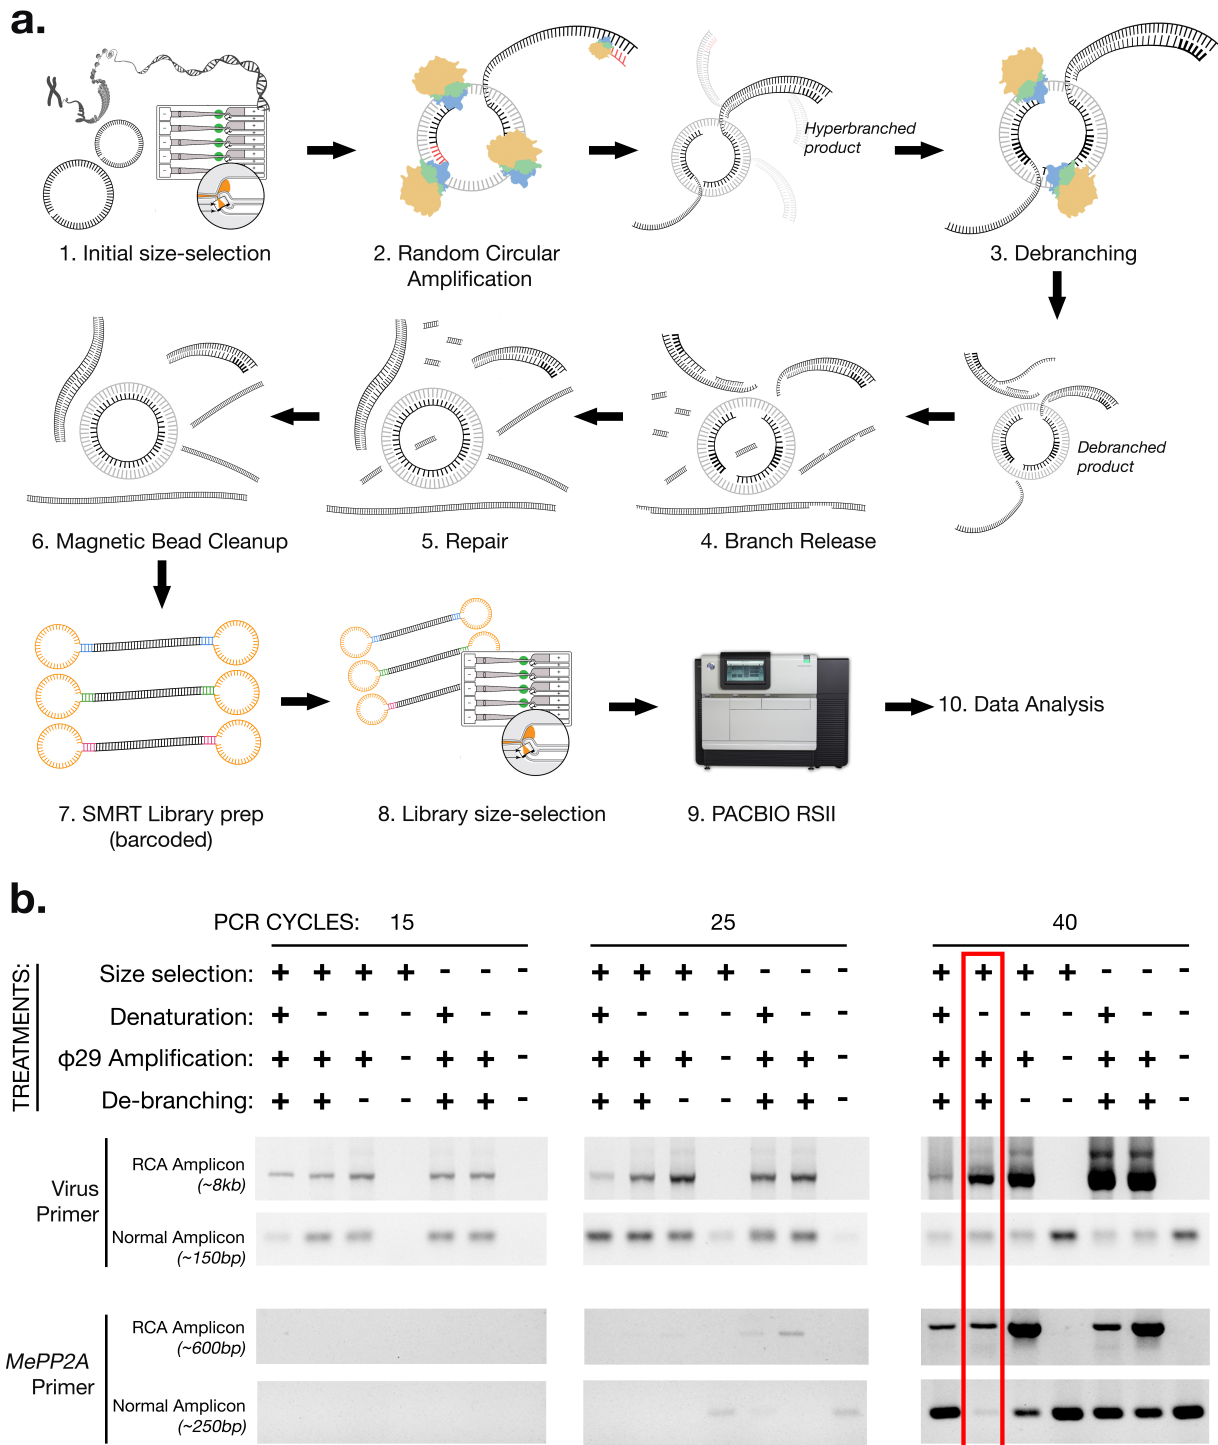 a.
Hyperbranched
product
1. Initial size-selection
2. Random Circular
Amplification
3. Debranching
Debranched
product
6. Magnetic Bead Cleanup
5. Repair
4. Branch Release
10. Data Analysis
7. SMRT Library prep
(barcoded)
8. Library size-selection
9. PACBIO RSII
b.
PCR CYCLES: 15 25 40
TREATMENTS:
Size selection: + + + + - - - + + + + - - - + + + + - - -
Denaturation: + - - - + - - + - - - + - - + - - - + - -
φ29 Amplification: + + + - + + - + + + - + + - + + + - + + -
De-branching: + + - - + + - + + - - + + - + + - - + + -
Virus
Primer
RCA Amplicon
(~8kb)
Normal Amplicon
(~150bp)
MePP2A
Primer
RCA Amplicon
(~600bp)
Normal Amplicon
(~250bp)